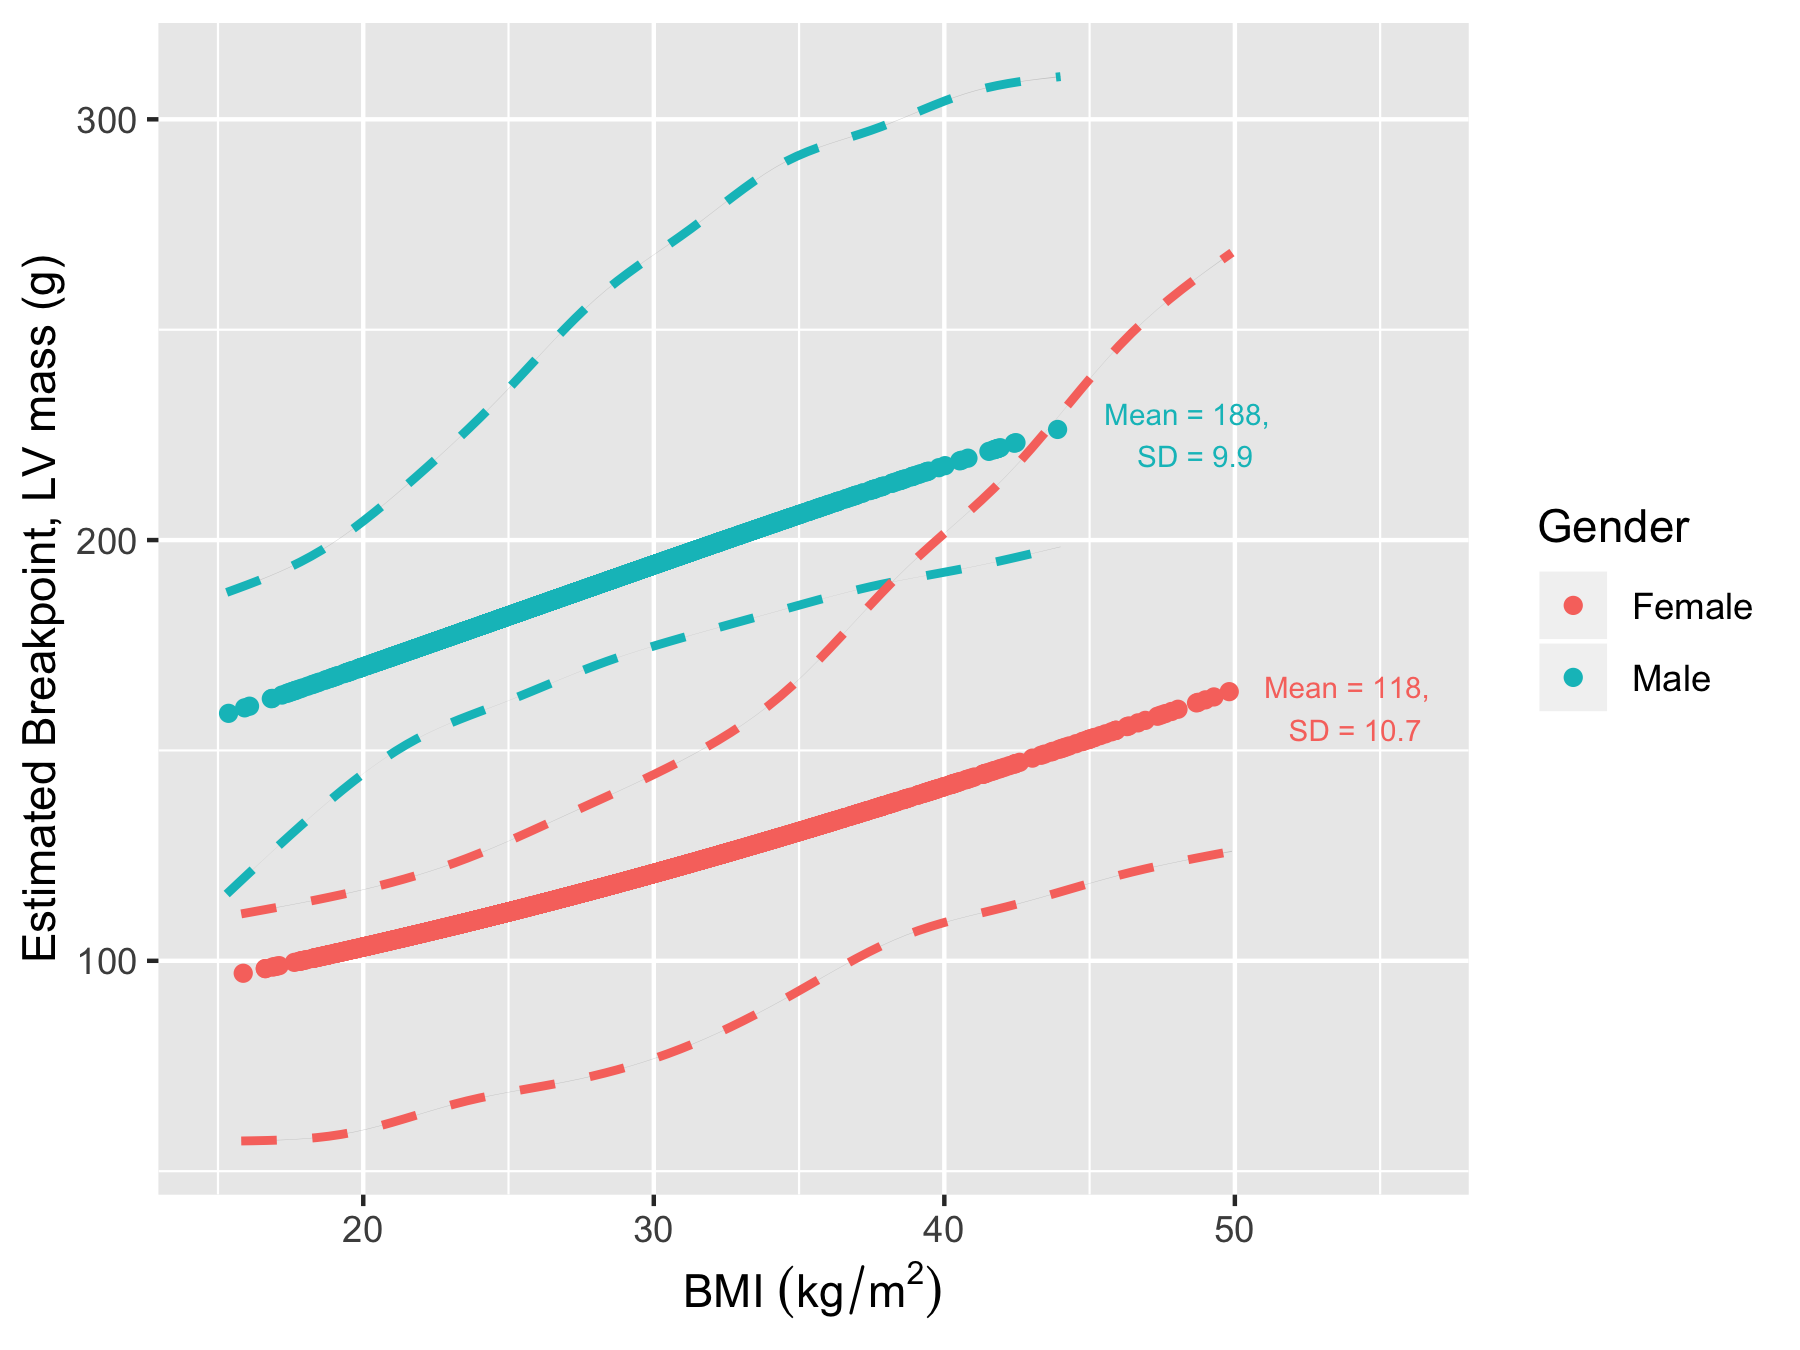 Estimated Breakpoint, LV mass (g)
300
200
100
Mean = 188,
SD = 9.9
Mean = 118,
SD = 10.7
20
30
40
50
BMI (kg/m²)
Gender
Female
Male